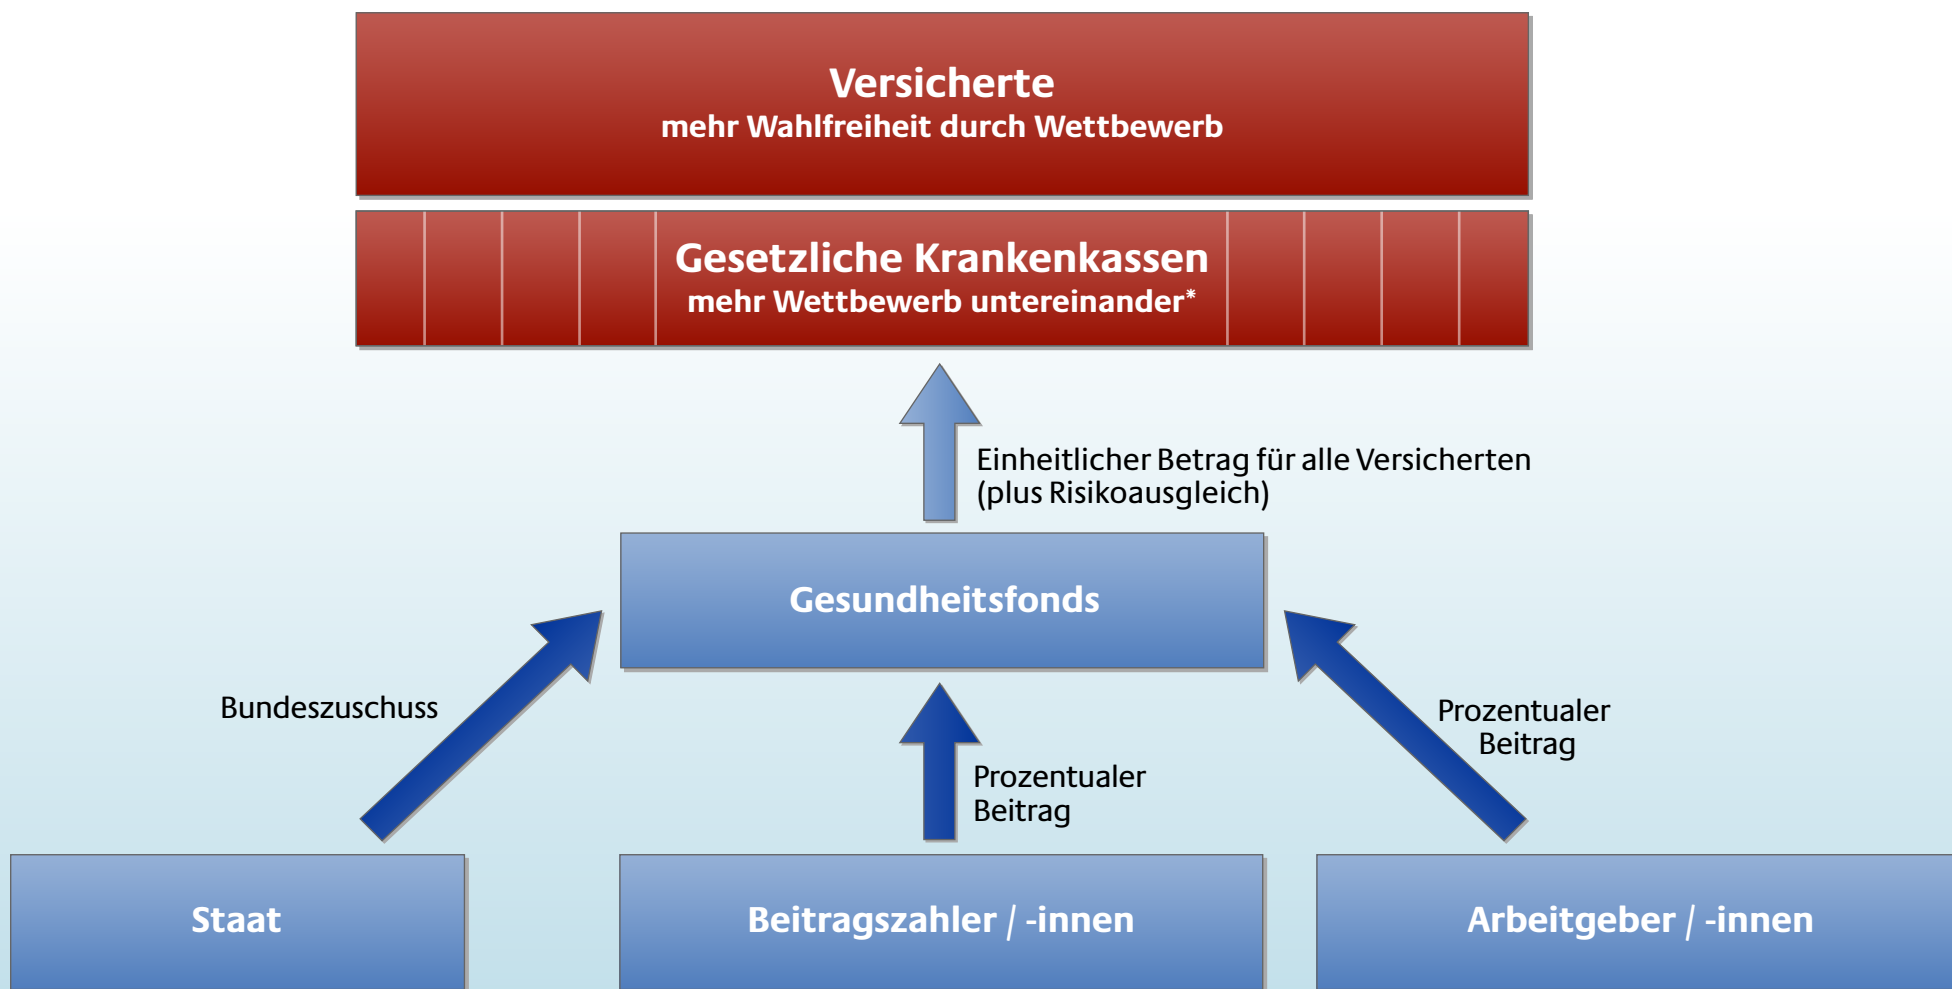 Versicherte
mehr Wahlfreiheit durch Wettbewerb
Gesetzliche Krankenkassen
mehr Wettbewerb untereinander*
Einheitlicher Betrag für alle Versicherten
(plus Risikoausgleich)
Gesundheitsfonds
Bundeszuschuss
Prozentualer
Beitrag
Prozentualer
Beitrag
Staat
Beitragszahler / -innen
Arbeitgeber / -innen